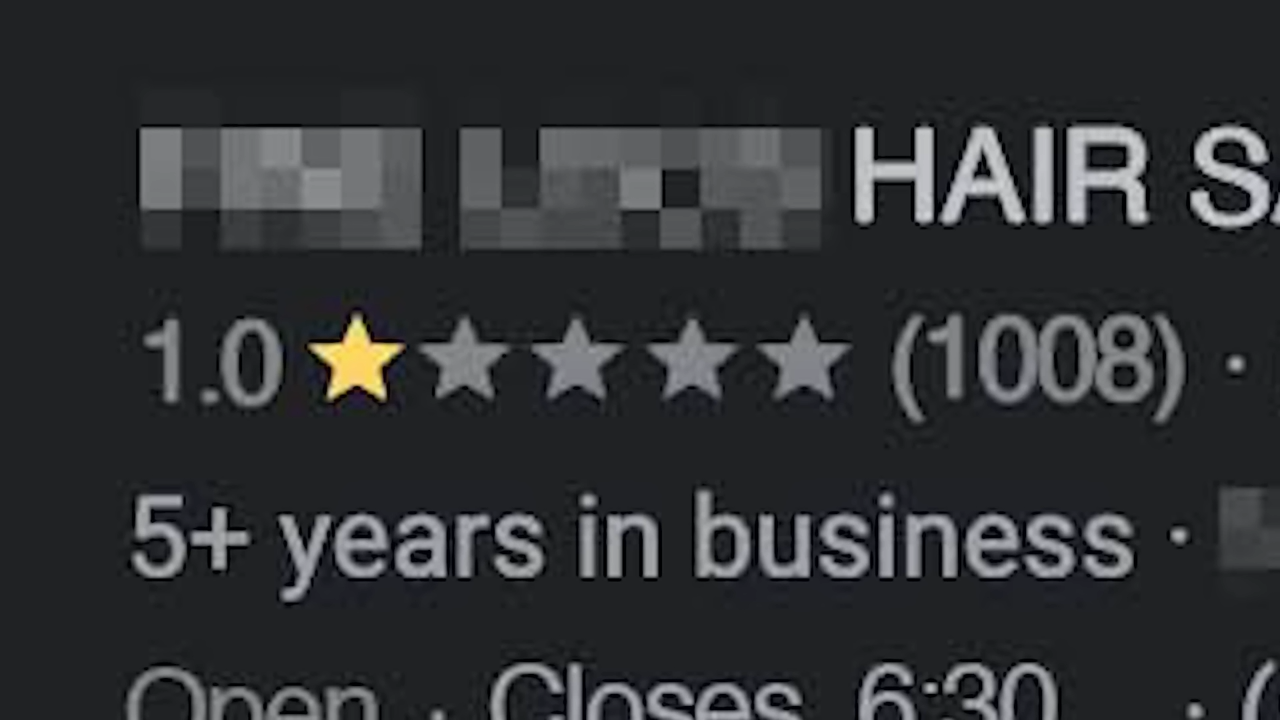 HAIR
1.0 (1008) ·
5+ years in business ·
Open · Closes 6:30 ·